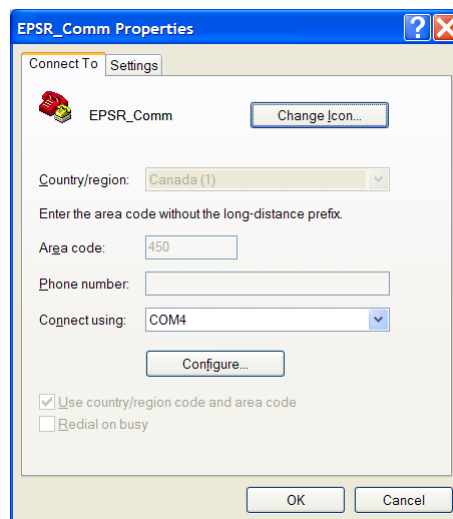 EPSR_Comm Properties
Connect To Settings
EPSR_Comm Change Icon...
Country/region: Canada (1)
Enter the area code without the long-distance prefix.
Area code: 450
Phone number:
Connect using: COM4
Configure...
Use country/region code and area code
Redial on busy
OK Cancel